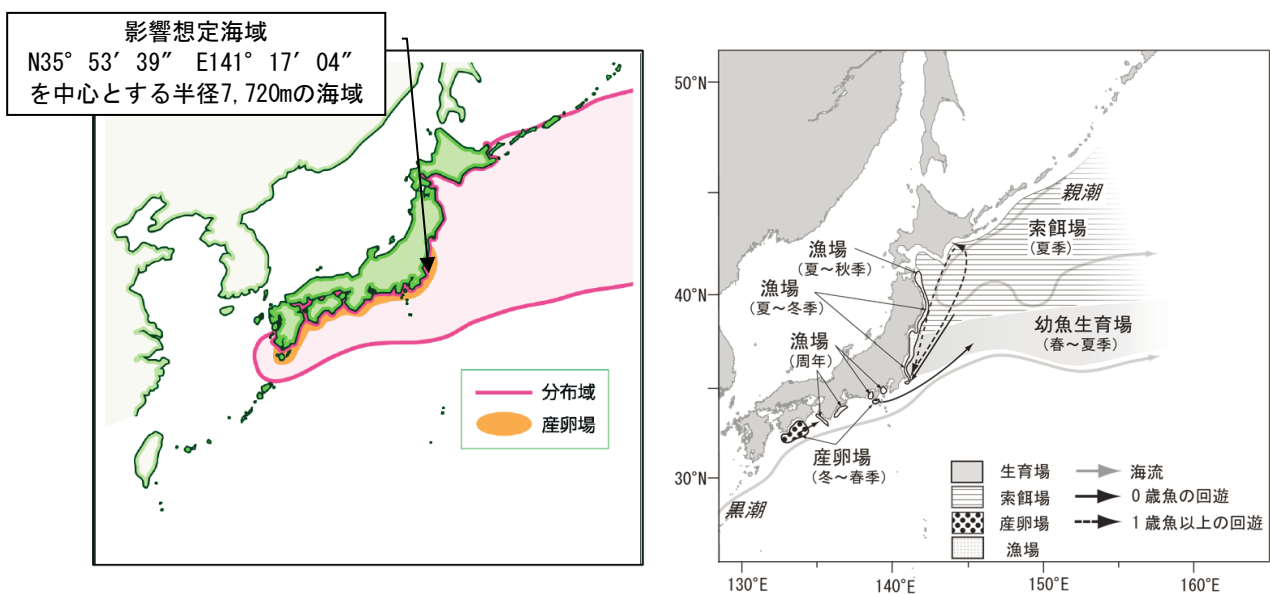 影響想定海域
N35° 53′ 39″ E141° 17′ 04″
を中心とする半径7,720mの海域
分布域
産卵場
50°N
40°N
30°N
130°E
140°E
150°E
160°E
親潮
索餌場
(夏季)
漁場
(夏～秋季)
漁場
(夏～冬季)
漁場
(周年)
幼魚生育場
(春～夏季)
産卵場
(冬～春季)
黒潮
生育場
索餌場
産卵場
漁場
海流
0歳魚の回遊
1歳魚以上の回遊